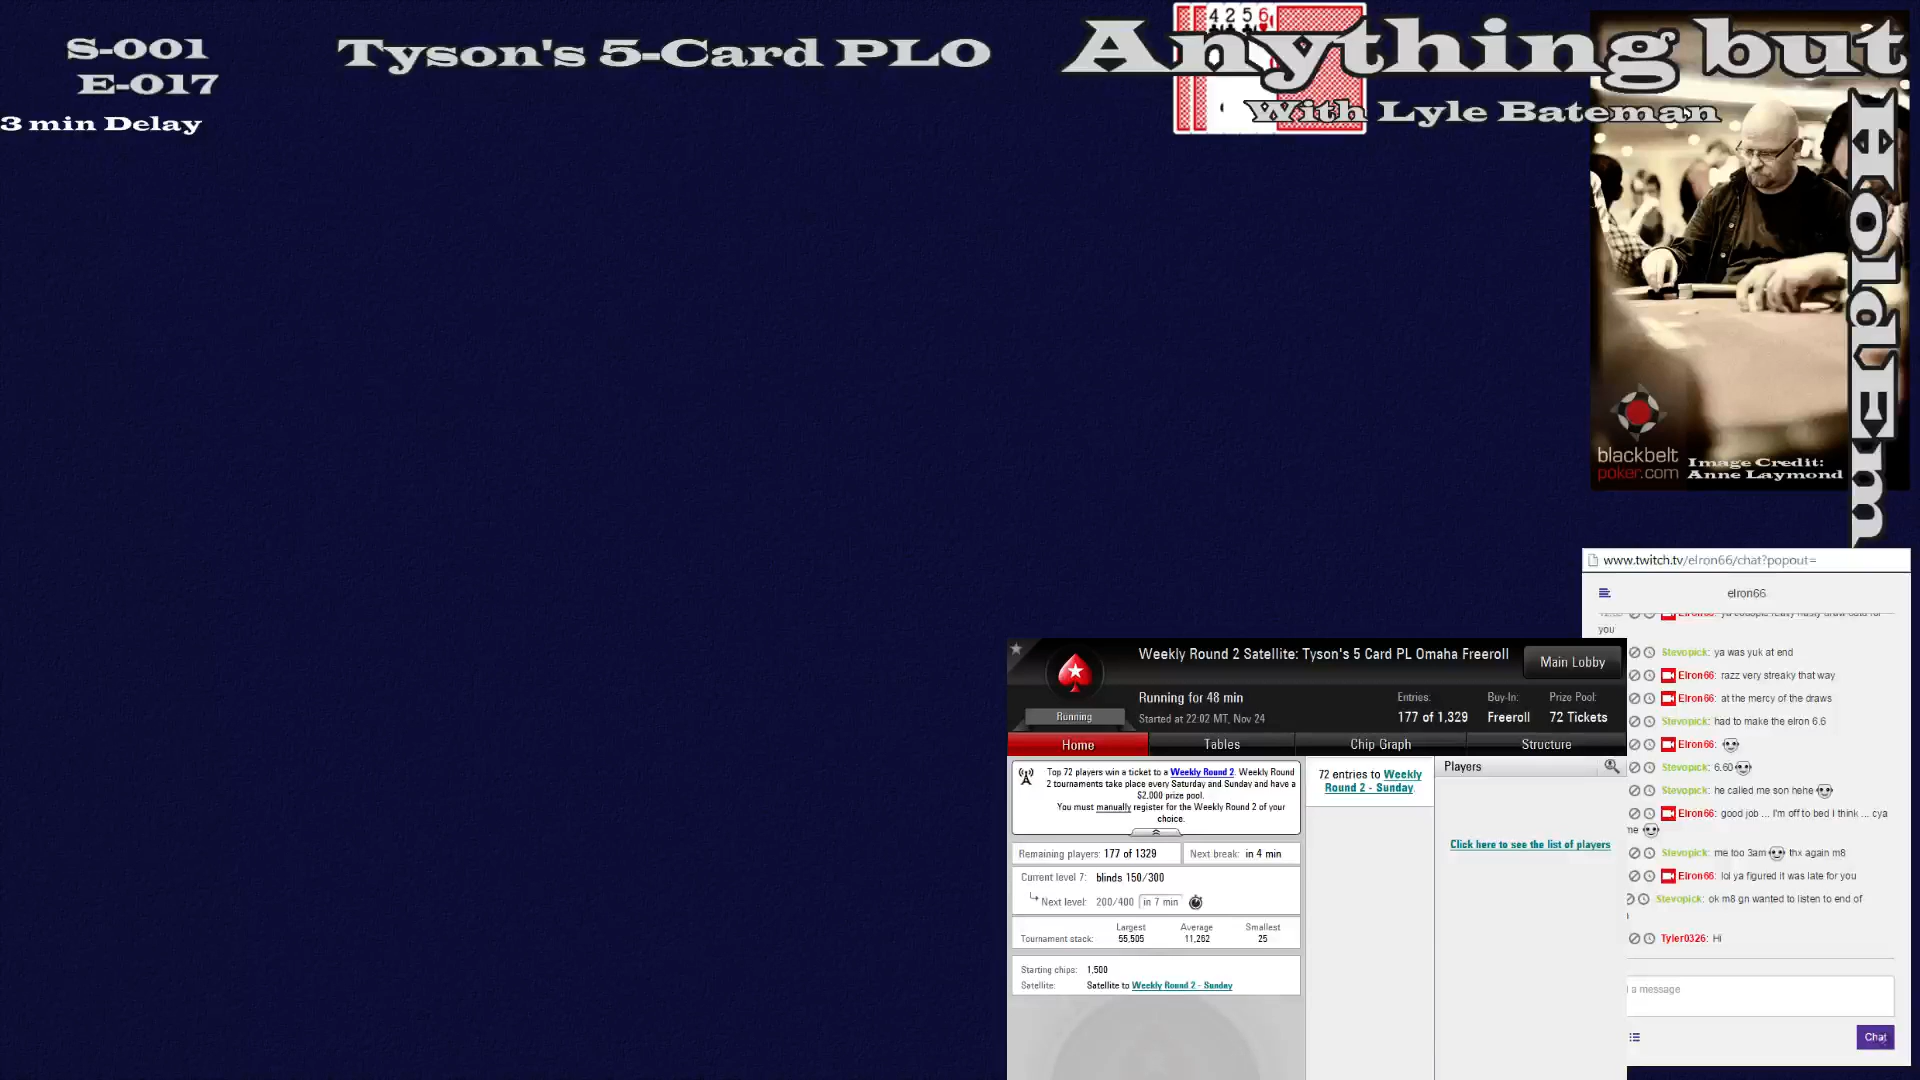 S-001
E-017
3 min Delay
Tyson's 5-Card PLO
4 2 5 6
Anything but
With Lyle Bateman
Hold'Em
blackbelt
poker.com
Image Credit:
Anne Laymond
www.twitch.tv/elron66/chat?popout=
elron66
you
Stevopick: ya was yuk at end
Elron66: razz very streaky that way
Elron66: at the mercy of the draws
Stevopick: had to make the elron 6.6
Elron66:
Stevopick: 6.60
Stevopick: he called me son hehe
Elron66: good job ... I'm off to bed I think ... cya
me
Stevopick: me too 3am thx again m8
Elron66: lol ya figured it was late for you
Stevopick: ok m8 gn wanted to listen to end of
Tyler0326: Hi
a message
Chat
Weekly Round 2 Satellite: Tyson's 5 Card PL Omaha Freeroll
Main Lobby
Running for 48 min
Started at 22:02 MT, Nov 24
Running
Entries:
177 of 1,329
Buy-In:
Freeroll
Prize Pool:
72 Tickets
Home
Tables
Chip Graph
Structure
Top 72 players win a ticket to a Weekly Round 2. Weekly Round
2 tournaments take place every Saturday and Sunday and have a
$2,000 prize pool.
You must manually register for the Weekly Round 2 of your
choice.
72 entries to Weekly
Round 2 - Sunday.
Players
Click here to see the list of players
Remaining players: 177 of 1329
Next break: in 4 min
Current level 7: blinds 150/300
Next level: 200/400 in 7 min
Largest Average Smallest
Tournament stack: 55,505 11,262 25
Starting chips: 1,500
Satellite: Satellite to Weekly Round 2 - Sunday